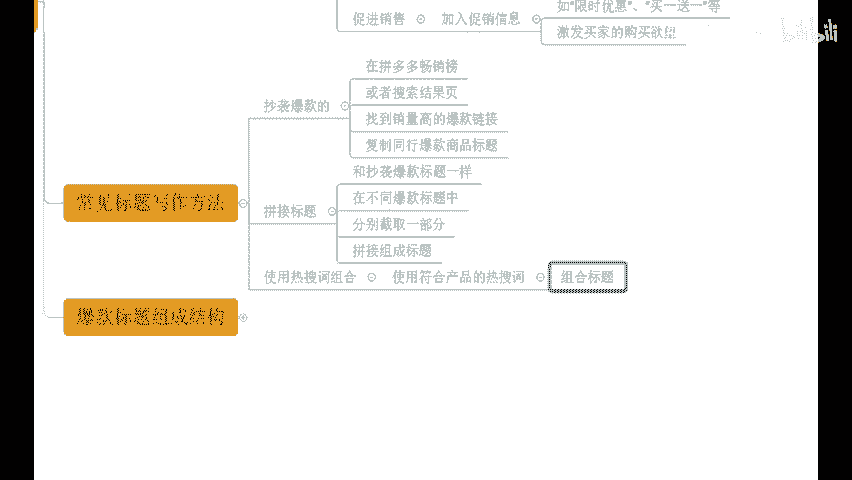 如"限时优惠"、"买一送一"等
促进销售 加入促销信息
激发买家的购买欲望
bilibili
在拼多多畅销榜
或者搜索结果页
抄袭爆款的
找到销量高的爆款链接
复制同行爆款商品标题
和抄袭爆款标题一样
常见标题写作方法
在不同爆款标题中
拼接标题
分别截取一部分
拼接组成标题
使用热搜词组合 使用符合产品的热搜词 组合标题
爆款标题组成结构